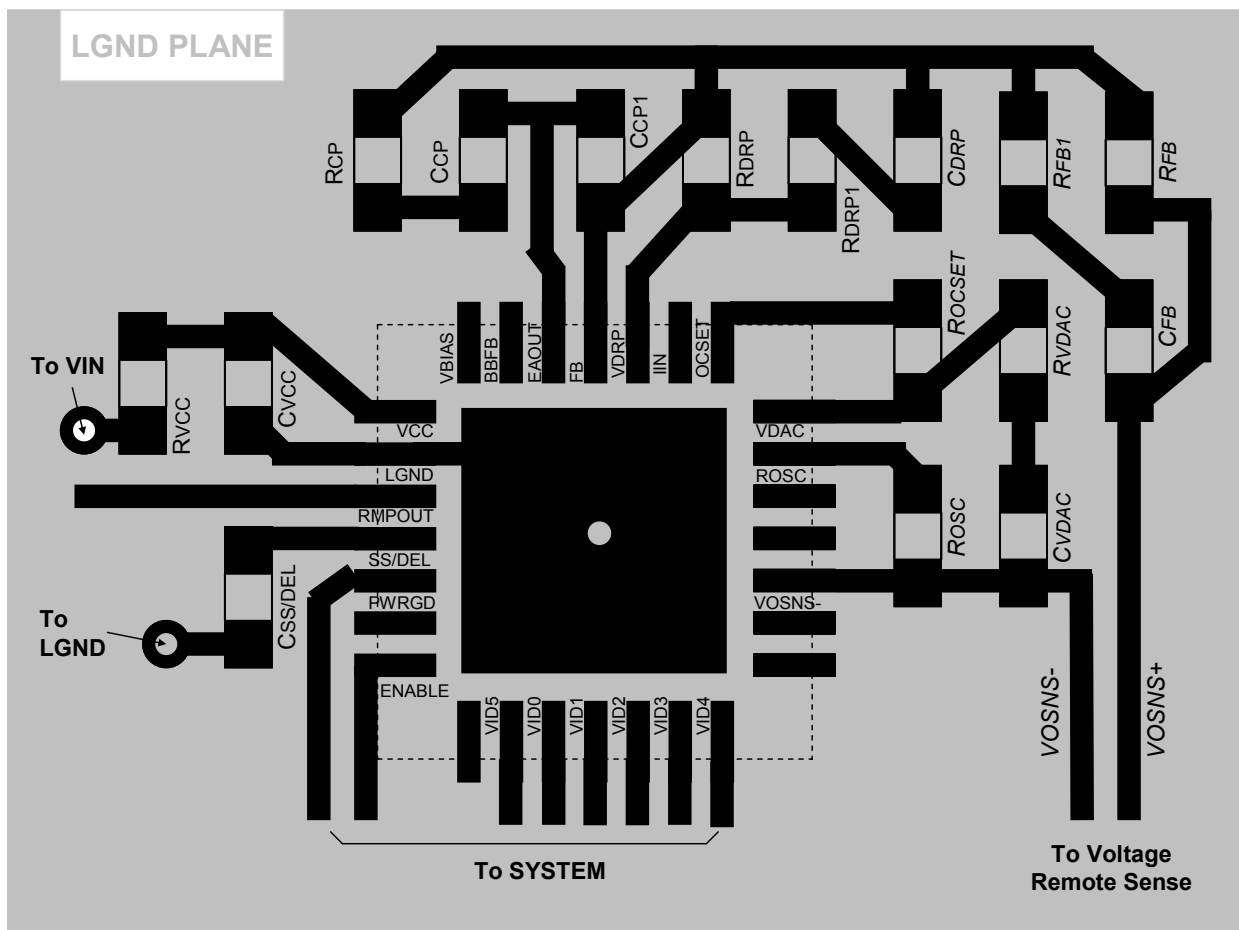 LGND PLANE
RCP
CCP
CCP1
RDRP
RDRP1
CDRP
RFB1
RFB
To VIN
RVCC
CVCC
VBIAS
BBFB
EAOUT
FB
VDRP
IIN
OCSET
ROCSET
RVDAC
CFB
VCC
LGND
RMPOUT
SS/DEL
PWRGD
ENABLE
VDAC
ROSC
VOSNS-
ROSC
CVDAC
To
LGND
CSS/DEL
VID5
VID0
VID1
VID2
VID3
VID4
VOSNS-
VOSNS+
To SYSTEM
To Voltage
Remote Sense